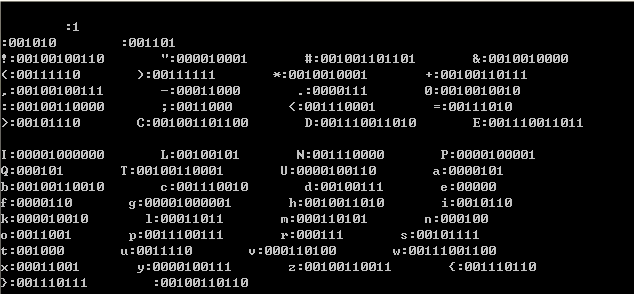 :1
:001010 :001101
!:00100100110 ":000010001 #:001001101101 &:0010010000
(:00111110 ):00111111 *:0010010001 +:00100110111
,:00100100111 -:00011000 .:0000111 0:0010010010
::00100110000 ;:0011000 <:001110001 =:00111010
>:00101110 C:001001101100 D:001110011010 E:001110011011
I:00001000000 L:00100101 N:001110000 P:0000100001
Q:000101 T:00100110001 U:0000100110 a:0000101
b:00100110010 c:001110010 d:00100111 e:00000
f:0000110 g:00001000001 h:0010011010 i:0010110
k:000010010 l:00011011 m:000110101 n:000100
o:0011001 p:0011100111 r:000111 s:00101111
t:001000 u:0011110 v:000110100 w:00111001100
x:00011001 y:0000100111 z:00100110011 {:001110110
}:001110111 :00100110110